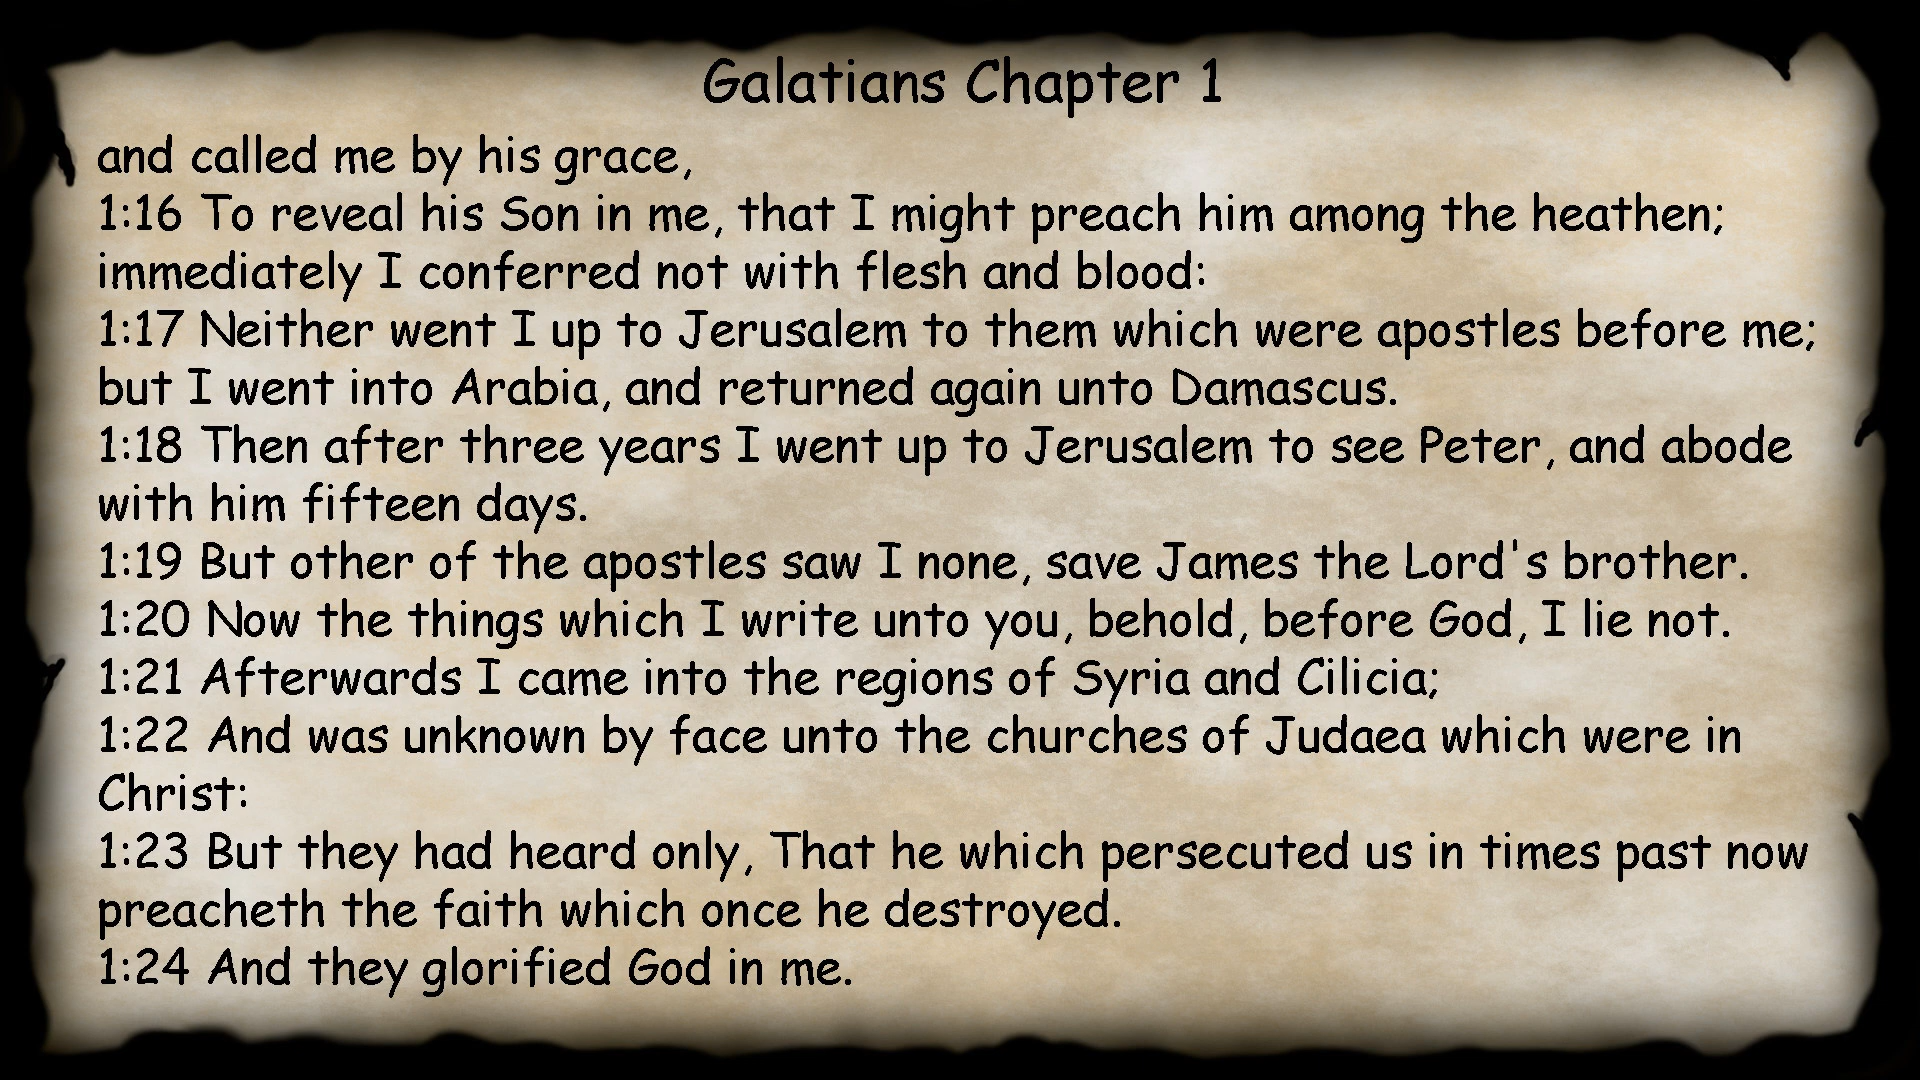 Galatians Chapter 1
and called me by his grace,
1:16 To reveal his Son in me, that I might preach him among the heathen;
immediately I conferred not with flesh and blood:
1:17 Neither went I up to Jerusalem to them which were apostles before me;
but I went into Arabia, and returned again unto Damascus.
1:18 Then after three years I went up to Jerusalem to see Peter, and abode
with him fifteen days.
1:19 But other of the apostles saw I none, save James the Lord's brother.
1:20 Now the things which I write unto you, behold, before God, I lie not.
1:21 Afterwards I came into the regions of Syria and Cilicia;
1:22 And was unknown by face unto the churches of Judaea which were in
Christ:
1:23 But they had heard only, That he which persecuted us in times past now
preacheth the faith which once he destroyed.
1:24 And they glorified God in me.